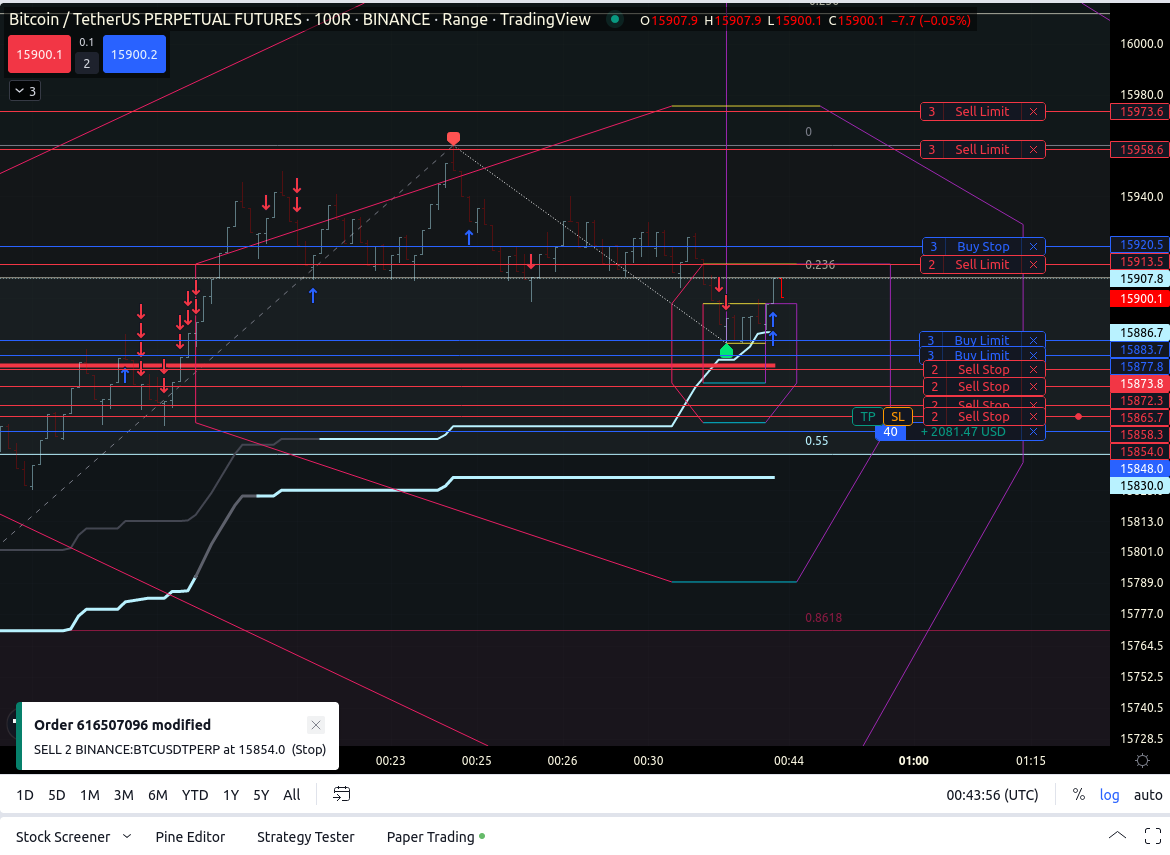 0.236
Bitcoin / TetherUS PERPETUAL FUTURES · 100R · BINANCE · Range · TradingView O15907.9 H15907.9 L15900.1 C15900.1 −7.7 (−0.05%)
16000.0
15900.1 0.1 2 15900.2
3
15980.0
3 Sell Limit 15973.6
0
3 Sell Limit 15958.6
15940.0
3 Buy Stop 15920.5
0.236 2 Sell Limit 15913.5
15907.8
15900.1
15886.7
3 Buy Limit 15883.7
3 Buy Limit 15877.8
2 Sell Stop 15873.8
2 Sell Stop 15872.3
2 Sell Stop 15865.7
TP SL 2 Sell Stop 15858.3
40 + 2081.47 USD
0.55
15854.0
15848.0
15830.0
15813.0
15801.0
15789.0
15777.0
0.8618
15764.5
15752.5
15740.5
15728.5
Order 616507096 modified
SELL 2 BINANCE:BTCUSDTPERP at 15854.0 (Stop)
00:23 00:25 00:26 00:30 00:44 01:00 01:15
1D 5D 1M 3M 6M YTD 1Y 5Y All 00:43:56 (UTC) % log auto
Stock Screener Pine Editor Strategy Tester Paper Trading